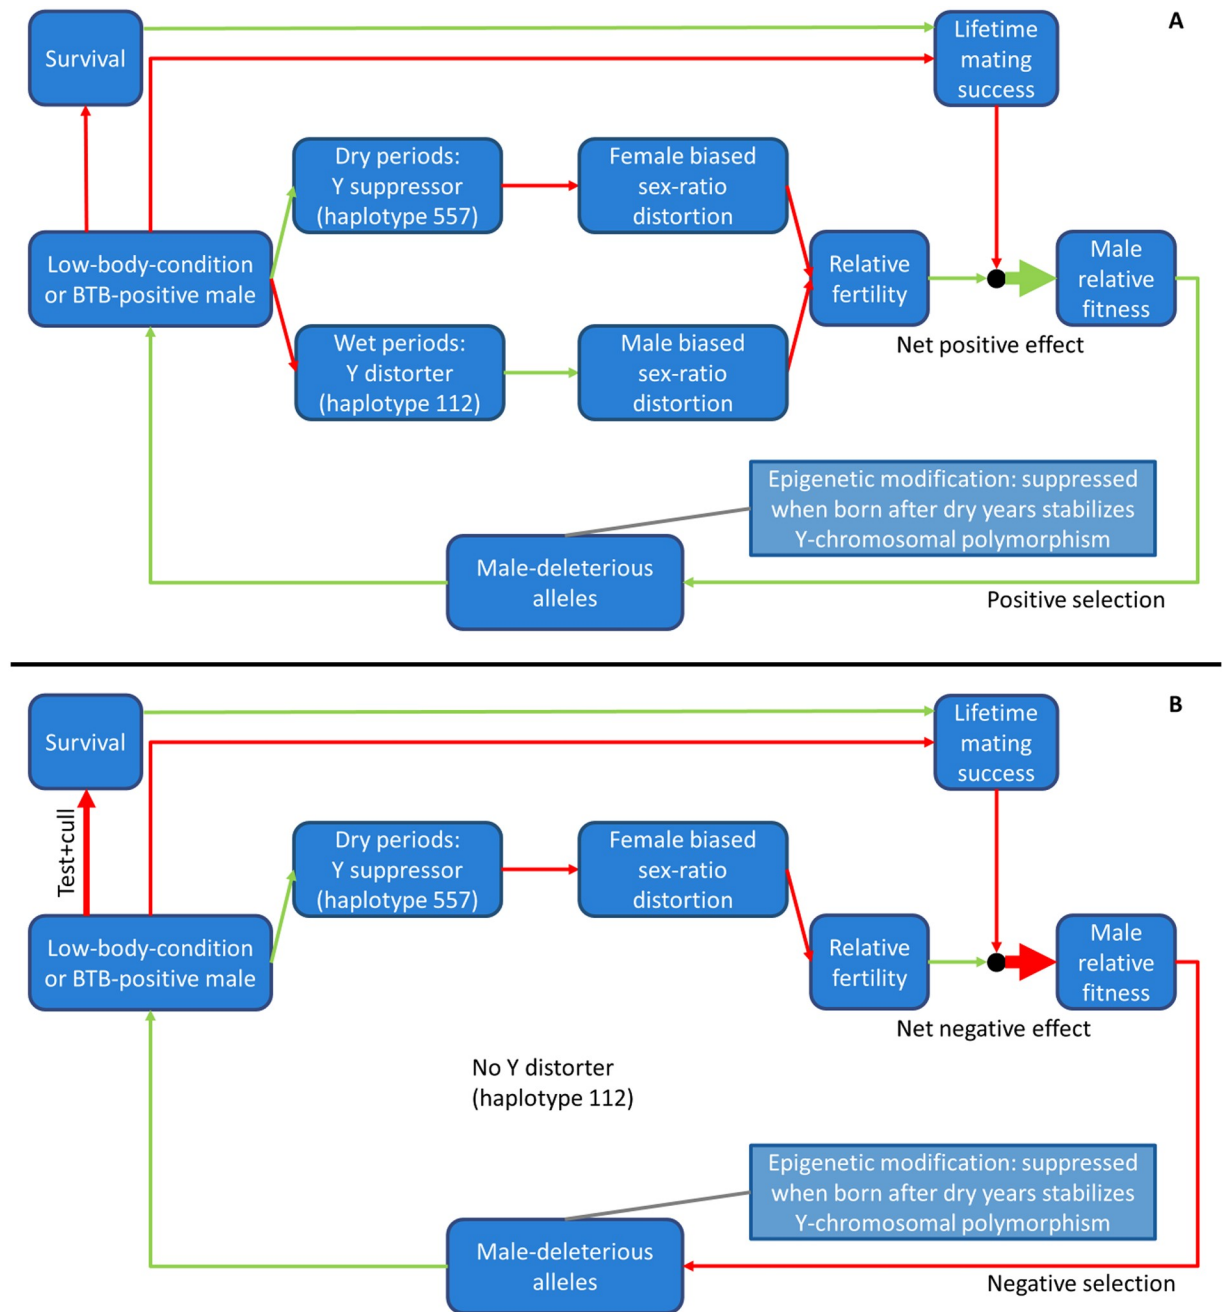 A
Survival
Lifetime
mating
success
Dry periods:
Y suppressor
(haplotype 557)
Female biased
sex-ratio
distortion
Low-body-condition
or BTB-positive male
Relative
fertility
Male
relative
fitness
Net positive effect
Wet periods:
Y distorter
(haplotype 112)
Male biased
sex-ratio
distortion
Epigenetic modification: suppressed
when born after dry years stabilizes
Y-chromosomal polymorphism
Male-deleterious
alleles
Positive selection
B
Survival
Lifetime
mating
success
Test+cull
Dry periods:
Y suppressor
(haplotype 557)
Female biased
sex-ratio
distortion
Low-body-condition
or BTB-positive male
Relative
fertility
Male
relative
fitness
Net negative effect
No Y distorter
(haplotype 112)
Epigenetic modification: suppressed
when born after dry years stabilizes
Y-chromosomal polymorphism
Male-deleterious
alleles
Negative selection